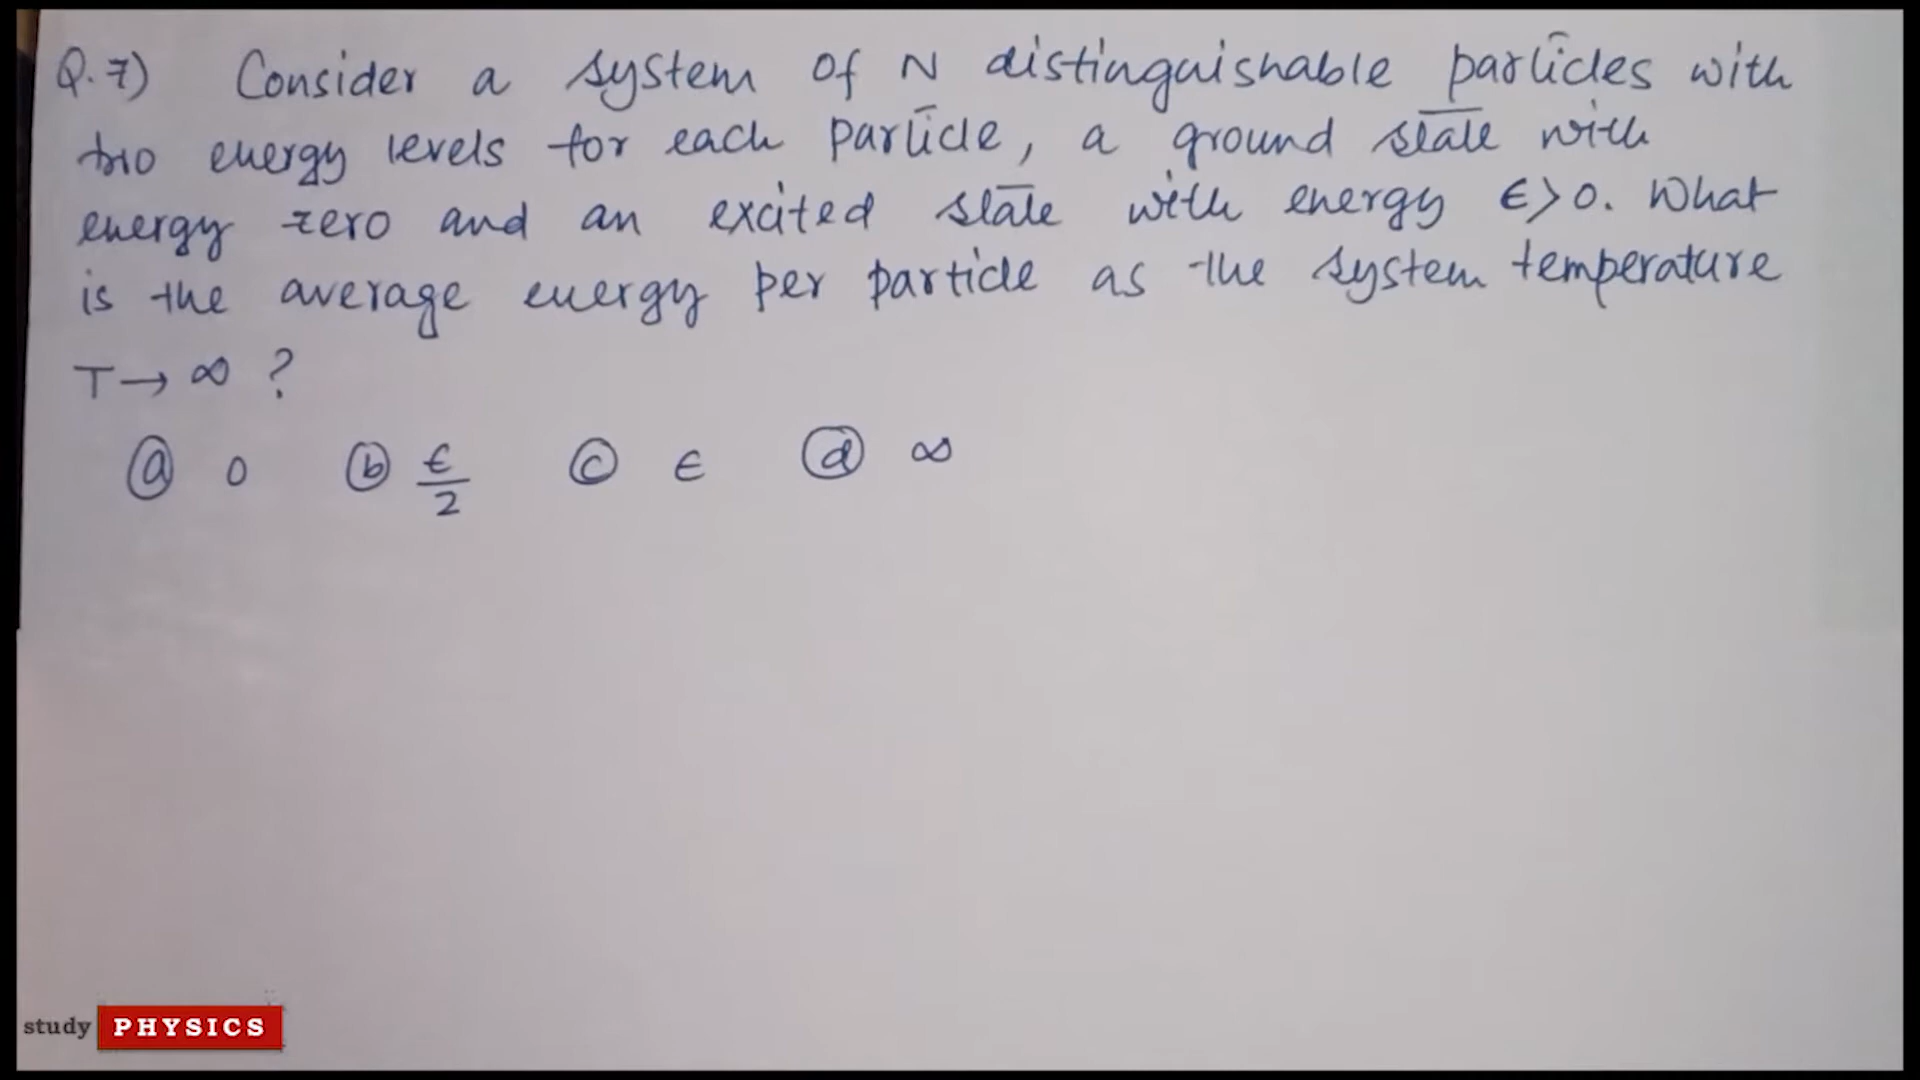 Q.7) Consider a system of N distinguishable particles with
two energy levels for each particle, a ground state with
energy zero and an excited state with energy ϵ>0. What
is the average energy per particle as the system temperature
T→ ∞ ?
ⓐ 0 ⓑ ϵ/2 ⓒ ϵ ⓓ ∞
study PHYSICS